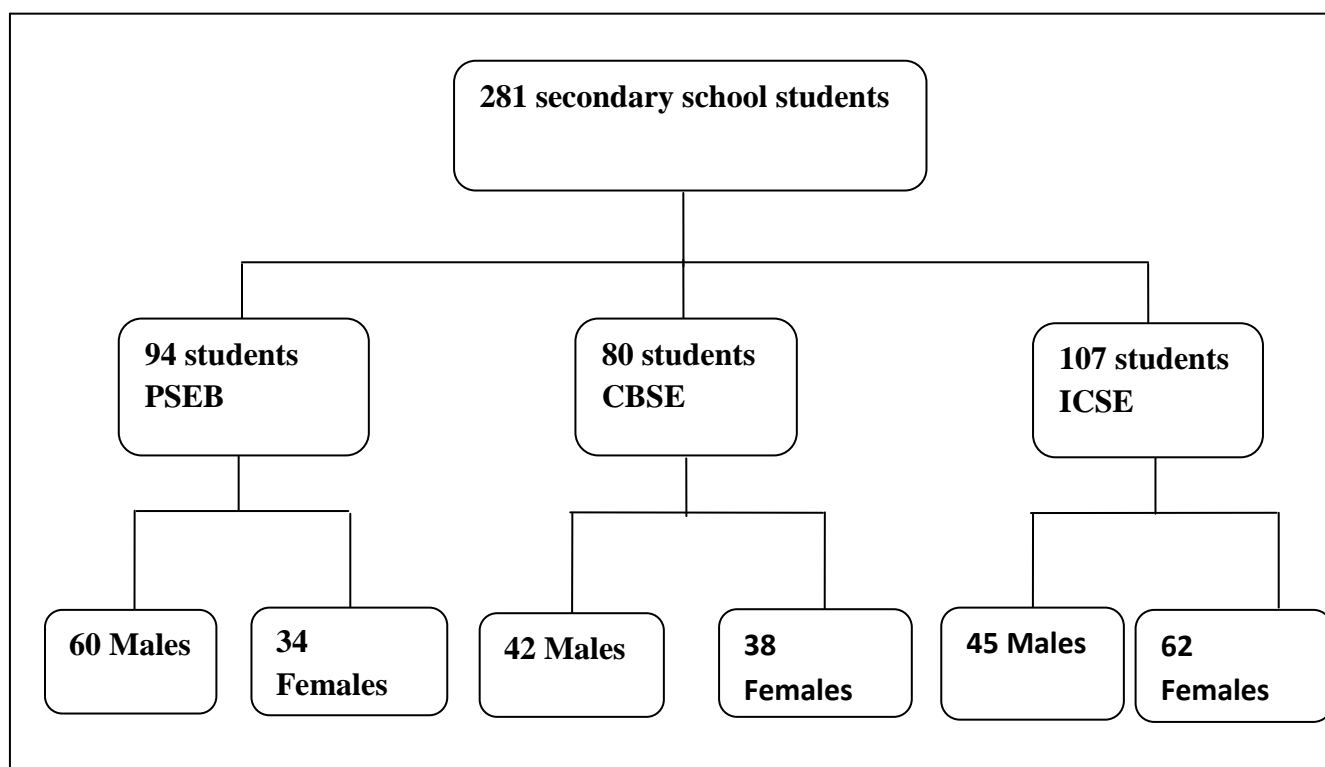 281 secondary school students
94 students
PSEB
80 students
CBSE
107 students
ICSE
60 Males
34
Females
42 Males
38
Females
45 Males
62
Females